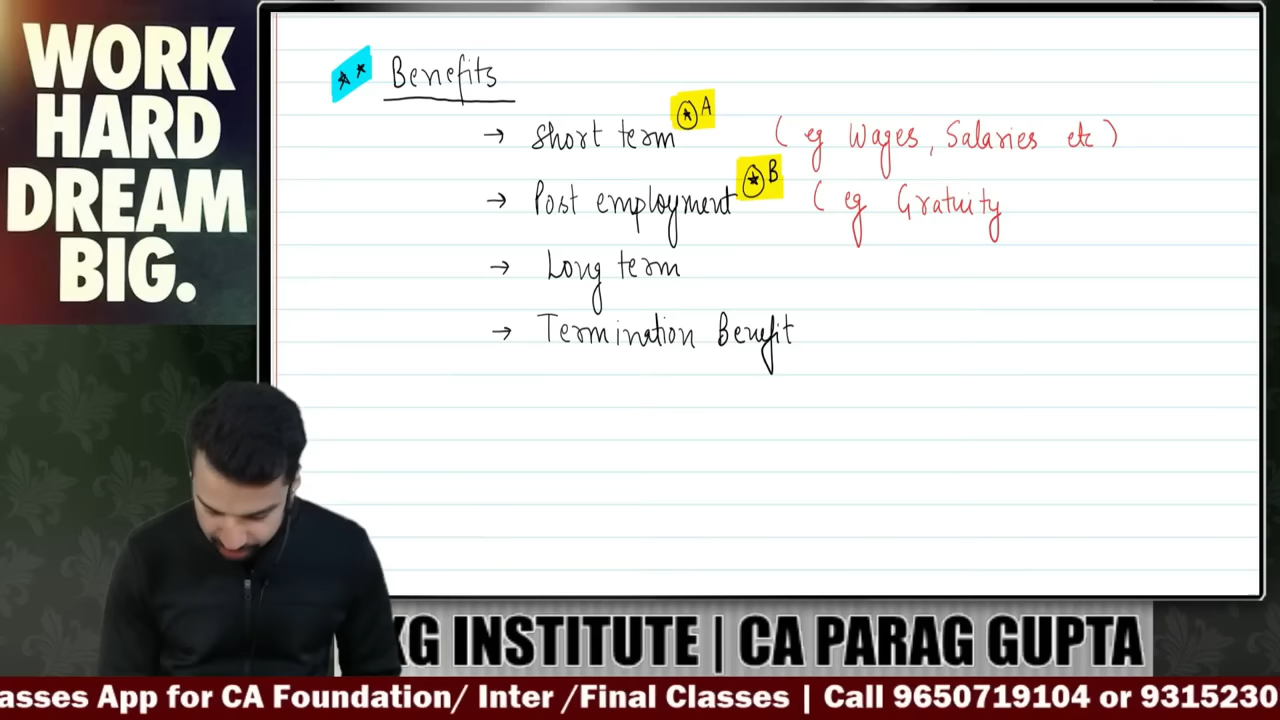 WORK
HARD
DREAM
BIG.
Benefits
→ Short term A ( eg Wages, Salaries etc )
→ Post employment B ( eg Gratuity
→ Long term
→ Termination Benefit
KG INSTITUTE | CA PARAG GUPTA
asses App for CA Foundation/ Inter /Final Classes | Call 9650719104 or 9315230